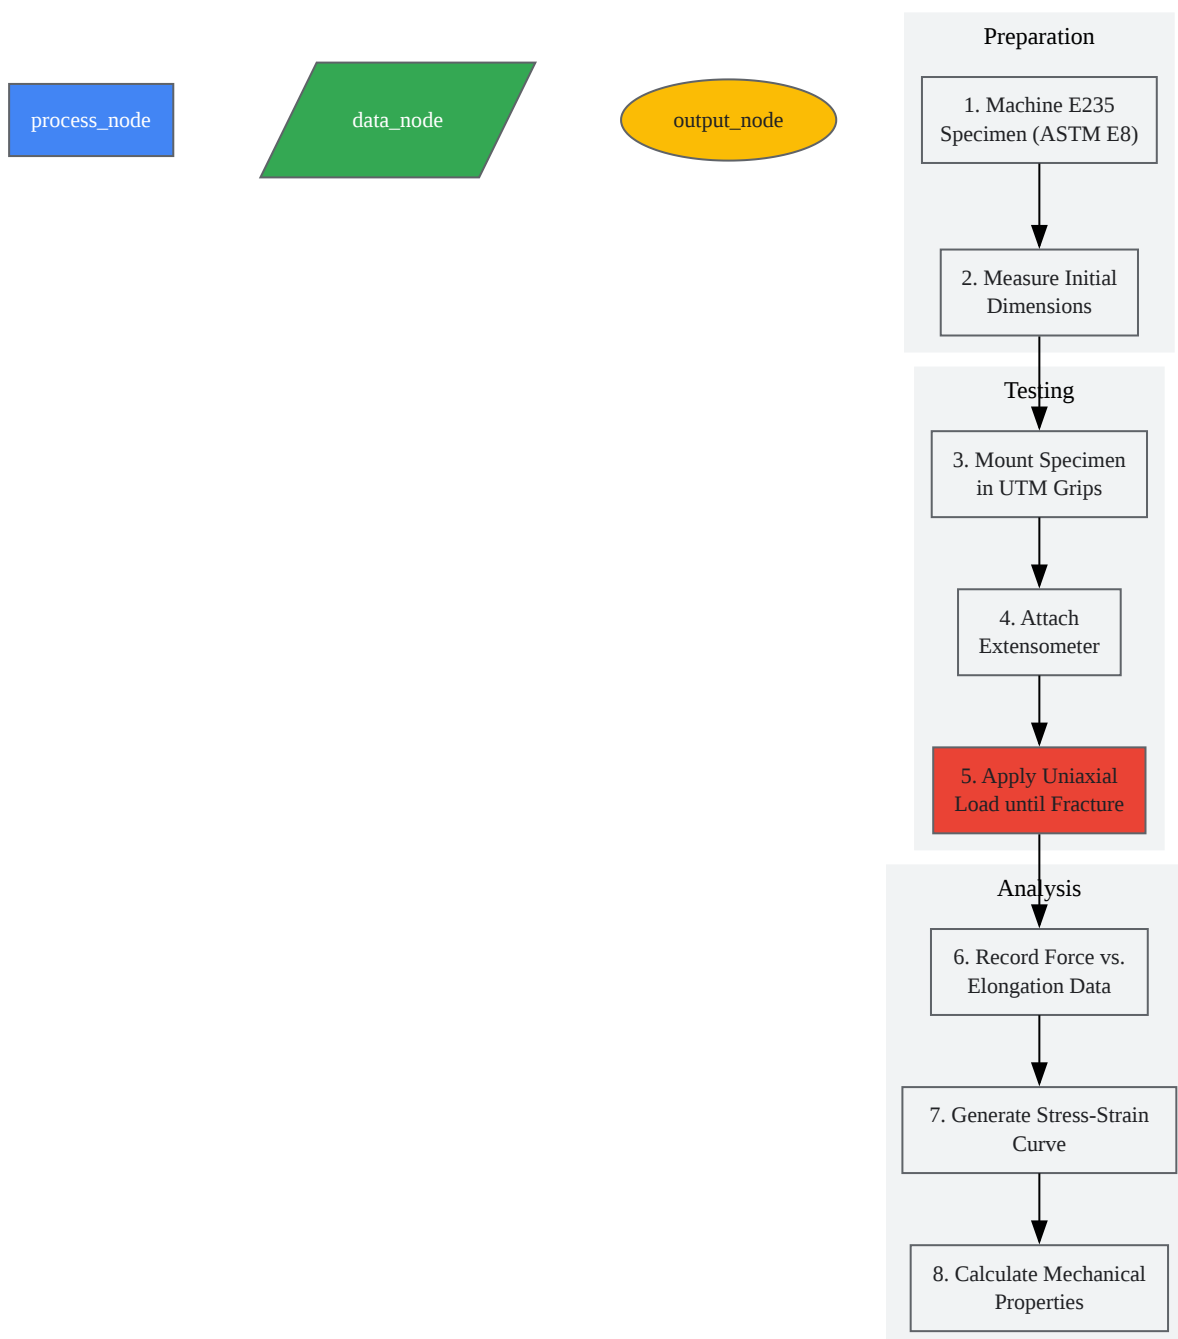 process_node
data_node
output_node
Preparation
1. Machine E235
Specimen (ASTM E8)
2. Measure Initial
Dimensions
Testing
3. Mount Specimen
in UTM Grips
4. Attach
Extensometer
5. Apply Uniaxial
Load until Fracture
Analysis
6. Record Force vs.
Elongation Data
7. Generate Stress-Strain
Curve
8. Calculate Mechanical
Properties